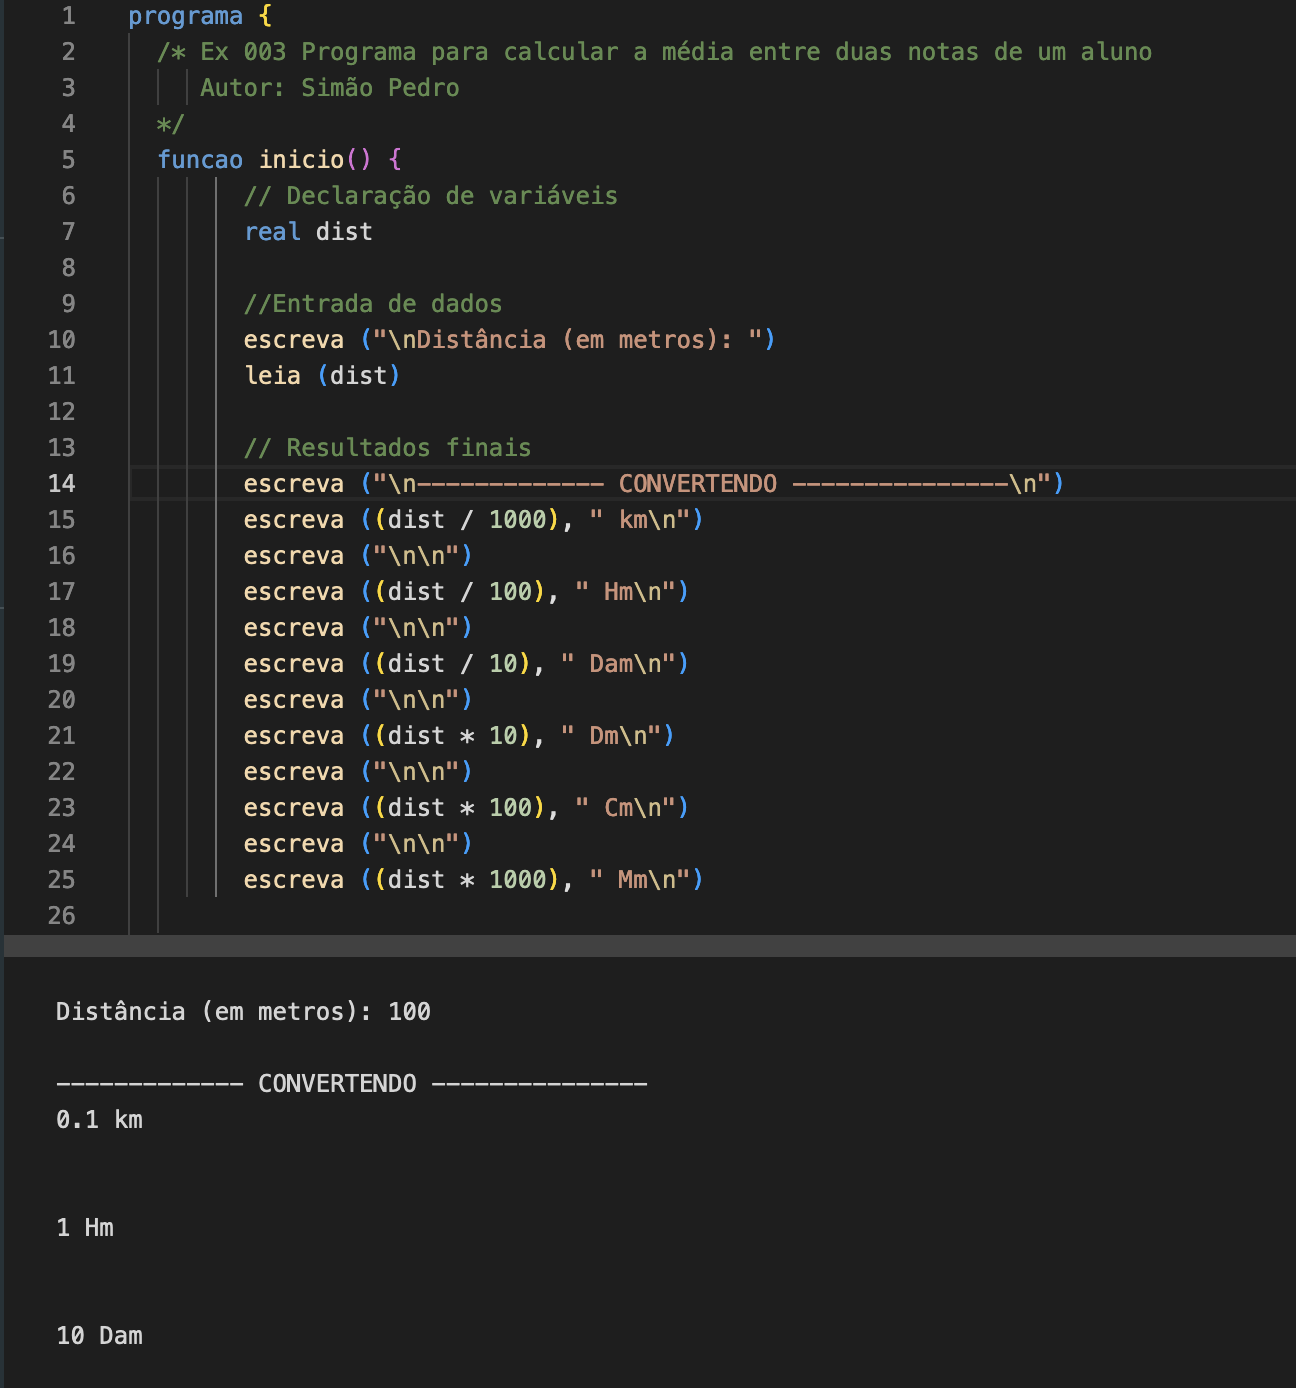 1 programa {
2 /* Ex 003 Programa para calcular a média entre duas notas de um aluno
3 Autor: Simão Pedro
4 */
5 funcao inicio() {
6 // Declaração de variáveis
7 real dist
8
9 //Entrada de dados
10 escreva ("\nDistância (em metros): ")
11 leia (dist)
12
13 // Resultados finais
14 escreva ("\n------------- CONVERTENDO ---------------\n")
15 escreva ((dist / 1000), " km\n")
16 escreva ("\n\n")
17 escreva ((dist / 100), " Hm\n")
18 escreva ("\n\n")
19 escreva ((dist / 10), " Dam\n")
20 escreva ("\n\n")
21 escreva ((dist * 10), " Dm\n")
22 escreva ("\n\n")
23 escreva ((dist * 100), " Cm\n")
24 escreva ("\n\n")
25 escreva ((dist * 1000), " Mm\n")
26
Distância (em metros): 100
------------- CONVERTENDO ---------------
0.1 km
1 Hm
10 Dam